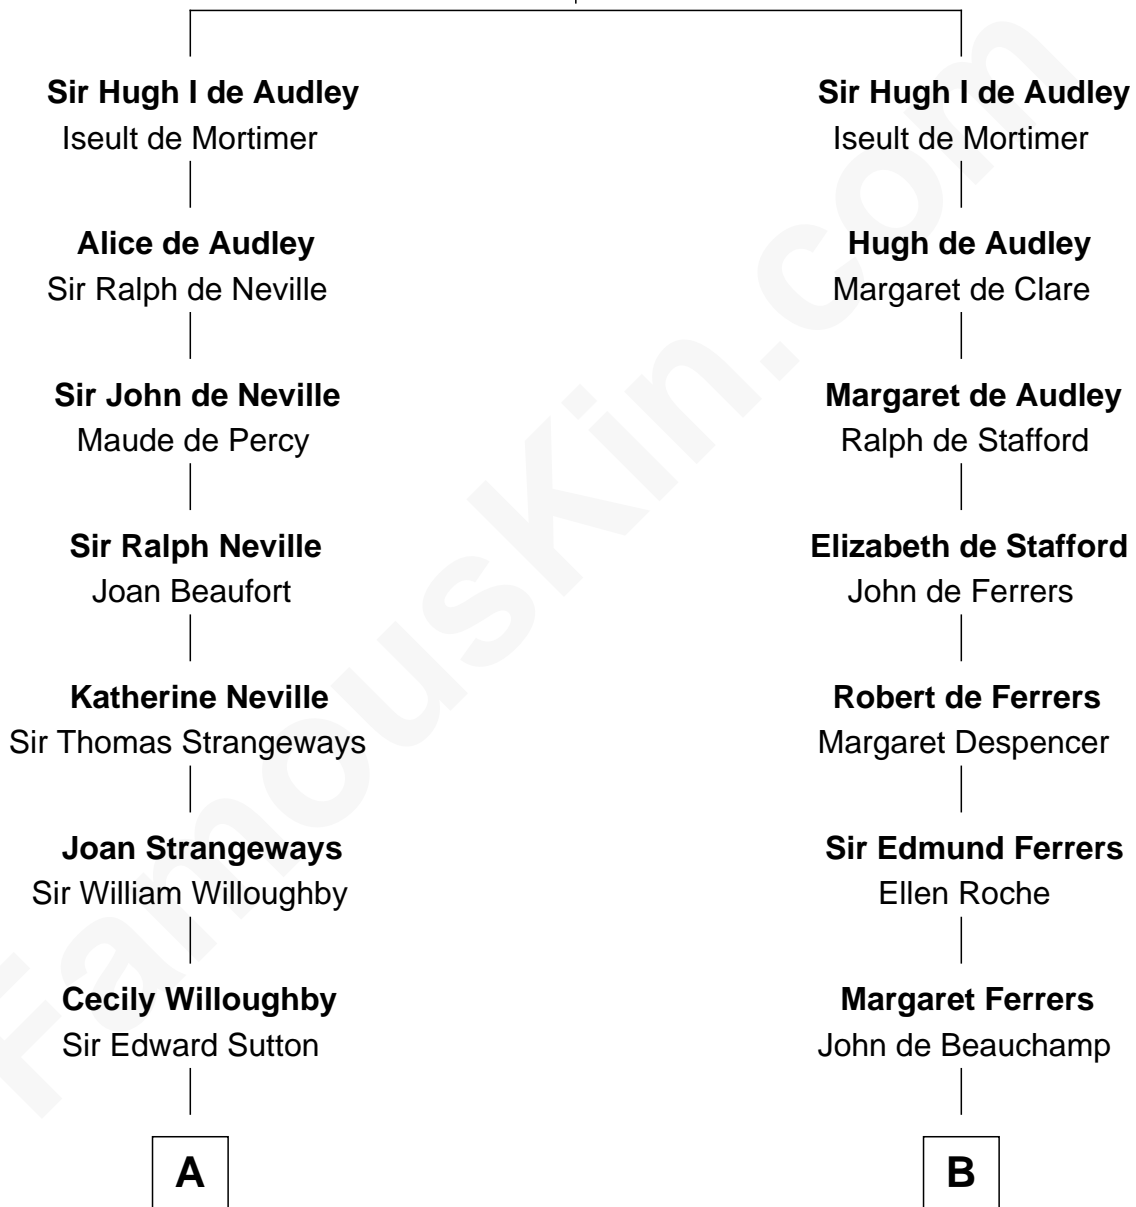 Sir Hugh I de Audley
Iseult de Mortimer
Alice de Audley
Sir Ralph de Neville
Sir John de Neville
Maude de Percy
Sir Ralph Neville
Joan Beaufort
Katherine Neville
Sir Thomas Strangeways
Joan Strangeways
Sir William Willoughby
Cecily Willoughby
Sir Edward Sutton
A
Sir Hugh I de Audley
Iseult de Mortimer
Hugh de Audley
Margaret de Clare
Margaret de Audley
Ralph de Stafford
Elizabeth de Stafford
John de Ferrers
Robert de Ferrers
Margaret Despencer
Sir Edmund Ferrers
Ellen Roche
Margaret Ferrers
John de Beauchamp
B
FamousKin.com